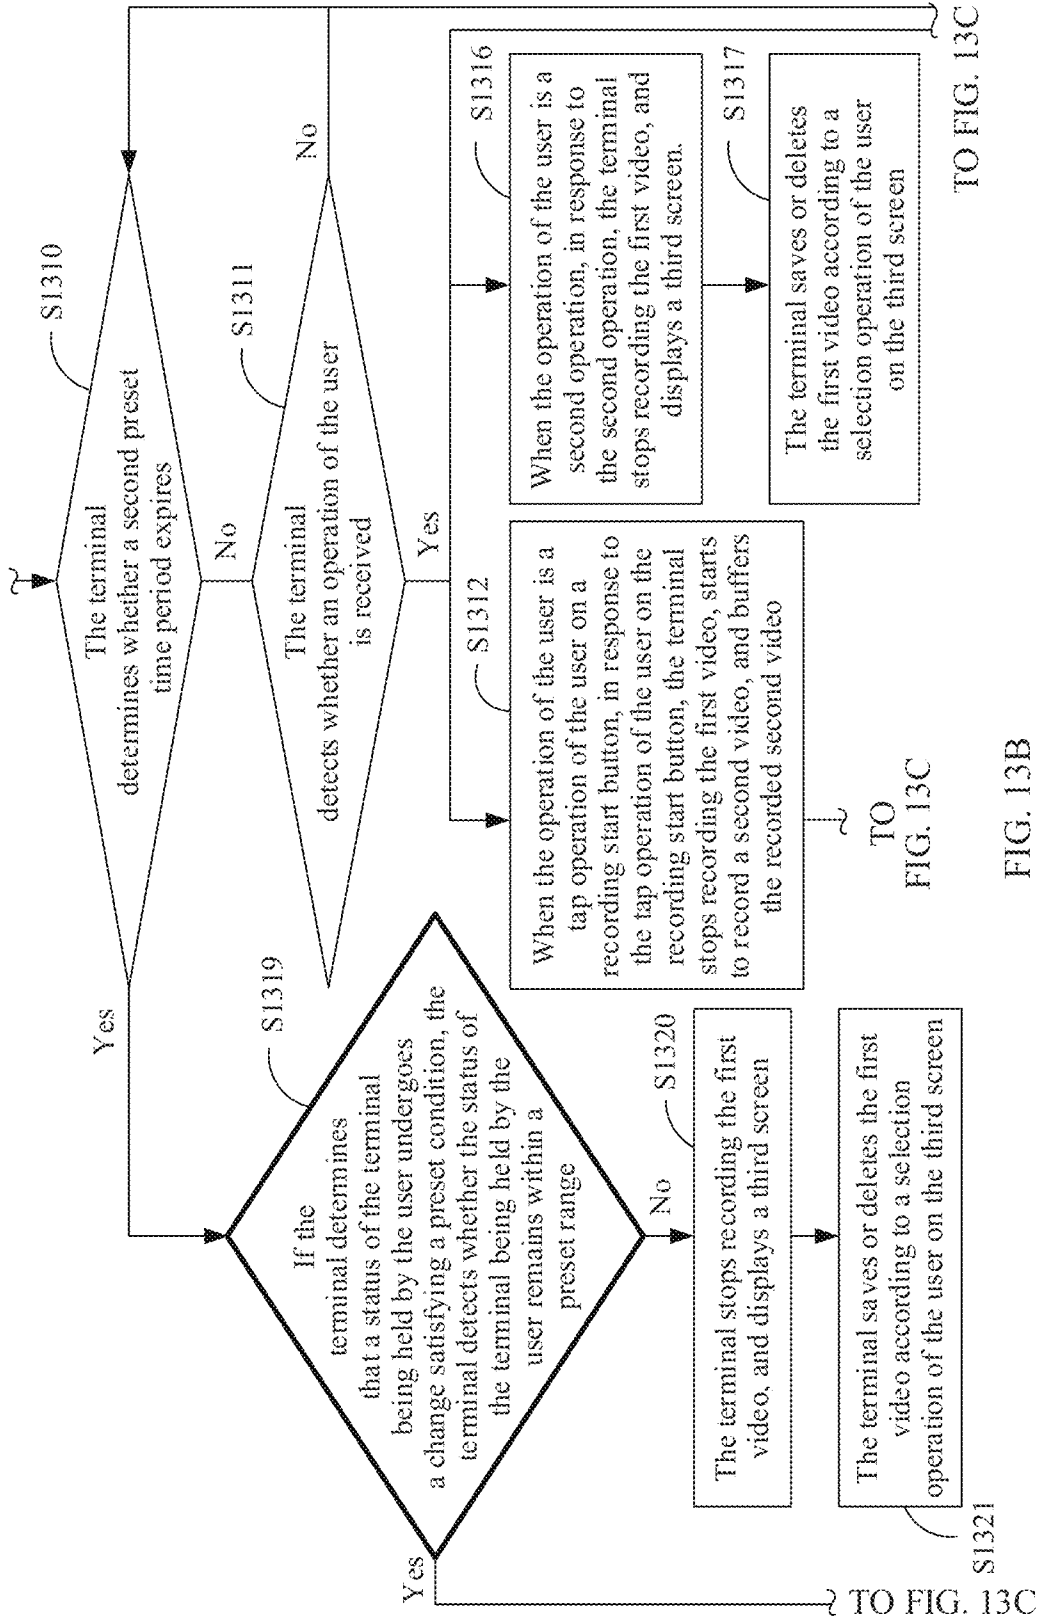 S1310
The terminal
determines whether a second preset
time period expires
Yes
No
S1311
The terminal
detects whether an operation of the user
is received
No
Yes
S1319
If the
terminal determines
that a status of the terminal
being held by the user undergoes
a change satisfying a preset condition, the
terminal detects whether the status of
the terminal being held by the
user remains within a
preset range
Yes
No
S1320
The terminal stops recording the first
video, and displays a third screen
S1321
The terminal saves or deletes the first
video according to a selection
operation of the user on the third screen
TO FIG. 13C
S1312
When the operation of the user is a
tap operation of the user on a
recording start button, in response to
the tap operation of the user on the
recording start button, the terminal
stops recording the first video, starts
to record a second video, and buffers
the recorded second video
TO
FIG. 13C
S1316
When the operation of the user is a
second operation, in response to
the second operation, the terminal
stops recording the first video, and
displays a third screen.
S1317
The terminal saves or deletes
the first video according to a
selection operation of the user
on the third screen
TO FIG. 13C
FIG. 13B